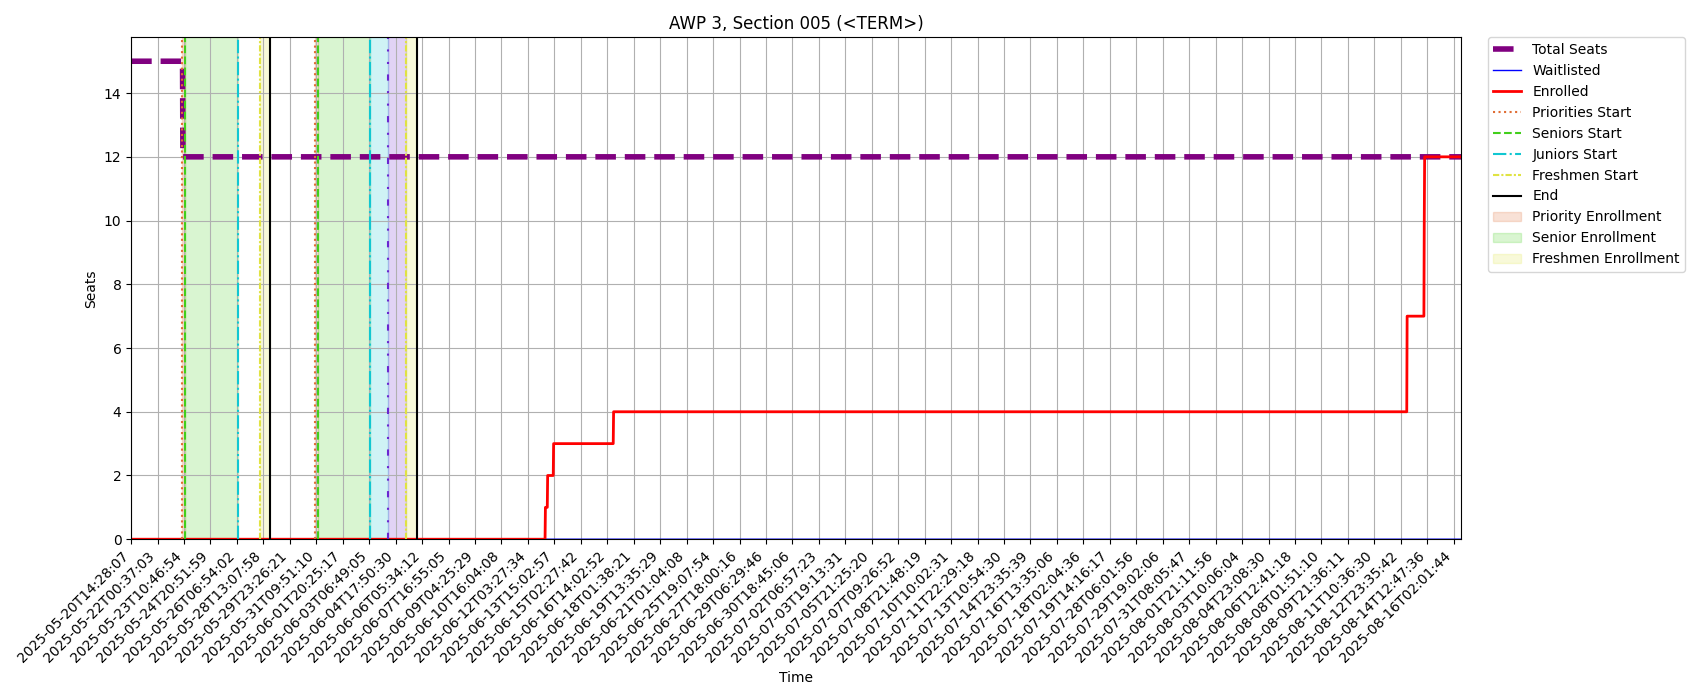 AWP 3, Section 005 (<TERM>)
Total Seats
Waitlisted
Enrolled
Priorities Start
Seniors Start
Juniors Start
Freshmen Start
End
Priority Enrollment
Senior Enrollment
Freshmen Enrollment
Seats
14
12
10
8
6
4
2
0
2025-05-20T14:28:07
2025-05-22T00:37:03
2025-05-23T10:46:54
2025-05-24T20:51:59
2025-05-26T06:54:02
2025-05-28T13:07:58
2025-05-29T23:26:21
2025-05-31T09:51:10
2025-06-01T20:25:17
2025-06-03T06:49:05
2025-06-04T17:50:30
2025-06-06T05:34:12
2025-06-07T16:55:05
2025-06-09T04:25:29
2025-06-10T16:04:08
2025-06-12T03:27:34
2025-06-13T15:02:57
2025-06-15T02:27:42
2025-06-16T14:02:52
2025-06-18T01:38:21
2025-06-19T13:35:29
2025-06-21T01:04:08
2025-06-25T19:07:54
2025-06-27T18:00:16
2025-06-29T06:29:46
2025-06-30T18:45:06
2025-07-02T06:57:23
2025-07-03T19:13:31
2025-07-05T21:25:20
2025-07-07T09:26:52
2025-07-08T21:48:19
2025-07-10T10:02:31
2025-07-11T22:29:18
2025-07-13T10:54:30
2025-07-14T23:35:39
2025-07-16T13:35:06
2025-07-18T02:04:36
2025-07-19T14:16:17
2025-07-28T06:01:56
2025-07-29T19:02:06
2025-07-31T08:05:47
2025-08-01T21:11:56
2025-08-03T10:06:04
2025-08-04T23:08:30
2025-08-06T12:41:18
2025-08-08T01:51:10
2025-08-09T21:36:11
2025-08-11T10:36:30
2025-08-12T23:35:42
2025-08-14T12:47:36
2025-08-16T02:01:44
Time